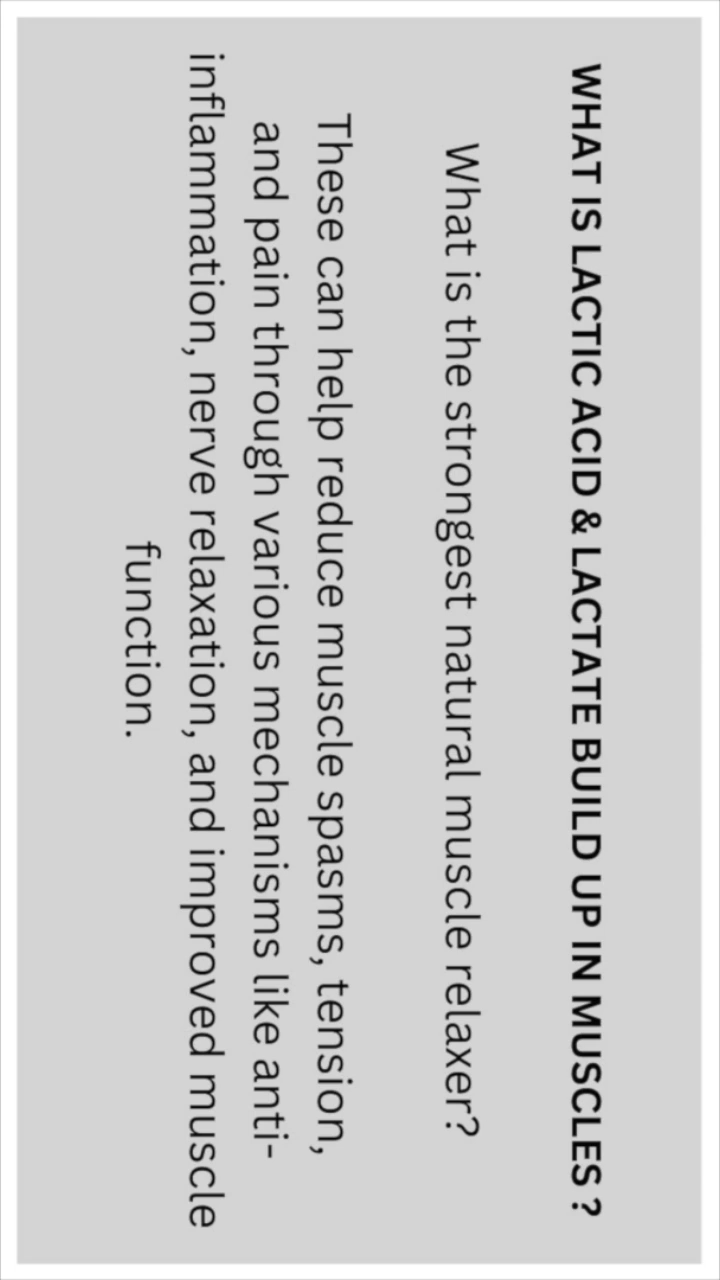 WHAT IS LACTIC ACID & LACTATE BUILD UP IN MUSCLES ?
What is the strongest natural muscle relaxer?
These can help reduce muscle spasms, tension,
and pain through various mechanisms like anti-
inflammation, nerve relaxation, and improved muscle
function.